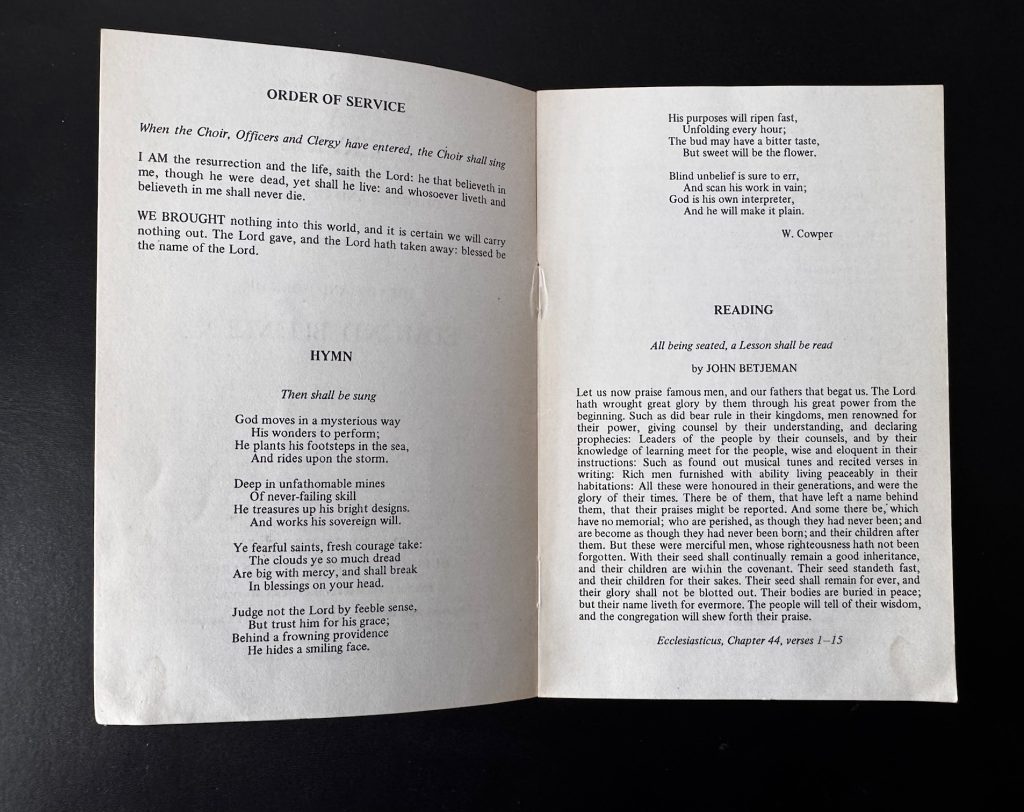 ORDER OF SERVICE
When the Choir, Officers and Clergy have entered, the Choir shall sing
I AM the resurrection and the life, saith the Lord: he that believeth in
me, though he were dead, yet shall he live: and whosoever liveth and
believeth in me shall never die.
WE BROUGHT nothing into this world, and it is certain we will carry
nothing out. The Lord gave, and the Lord hath taken away: blessed be
the name of the Lord.
HYMN
Then shall be sung
God moves in a mysterious way
His wonders to perform;
He plants his footsteps in the sea,
And rides upon the storm.
Deep in unfathomable mines
Of never-failing skill
He treasures up his bright designs.
And works his sovereign will.
Ye fearful saints, fresh courage take:
The clouds ye so much dread
Are big with mercy, and shall break
In blessings on your head.
Judge not the Lord by feeble sense,
But trust him for his grace;
Behind a frowning providence
He hides a smiling face.
His purposes will ripen fast,
Unfolding every hour;
The bud may have a bitter taste,
But sweet will be the flower.
Blind unbelief is sure to err,
And scan his work in vain;
God is his own interpreter,
And he will make it plain.
W. Cowper
READING
All being seated, a Lesson shall be read
by JOHN BETJEMAN
Let us now praise famous men, and our fathers that begat us. The Lord
hath wrought great glory by them through his great power from the
beginning. Such as did bear rule in their kingdoms, men renowned for
their power, giving counsel by their understanding, and declaring
prophecies: Leaders of the people by their counsels, and by their
knowledge of learning meet for the people, wise and eloquent in their
instructions: Such as found out musical tunes and recited verses in
writing: Rich men furnished with ability living peaceably in their
habitations: All these were honoured in their generations, and were the
glory of their times. There be of them, that have left a name behind
them, that their praises might be reported. And some there be, which
have no memorial; who are perished, as though they had never been; and
are become as though they had never been born; and their children after
them. But these were merciful men, whose righteousness hath not been
forgotten. With their seed shall continually remain a good inheritance,
and their children are within the covenant. Their seed standeth fast,
and their children for their sakes. Their seed shall remain for ever, and
their glory shall not be blotted out. Their bodies are buried in peace;
but their name liveth for evermore. The people will tell of their wisdom,
and the congregation will shew forth their praise.
Ecclesiasticus, Chapter 44, verses 1–15